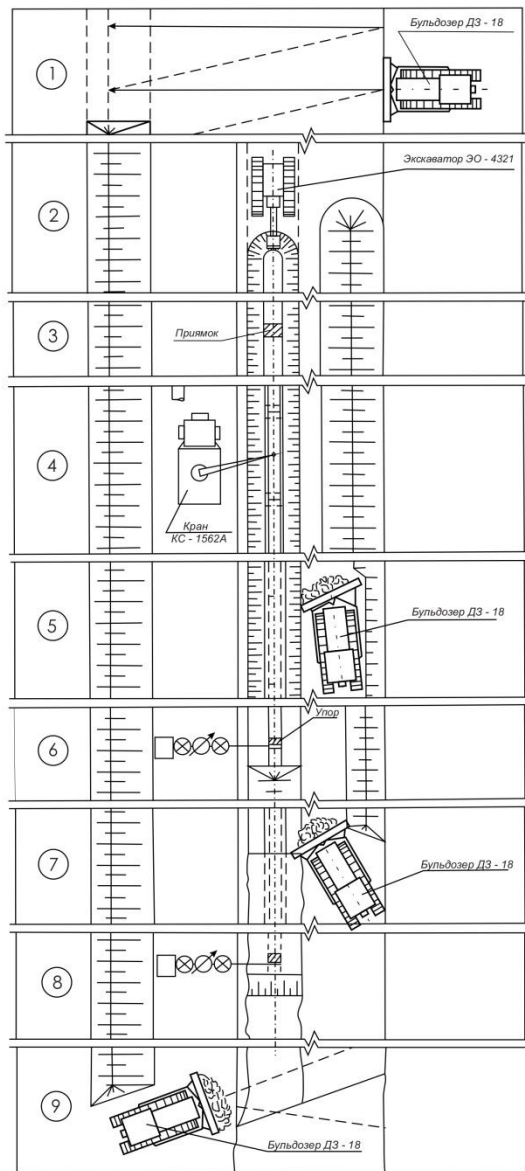 Бульдозер ДЗ - 18
1
Экскаватор ЭО - 4321
2
3
Приямок
4
Кран
КС - 1562А
5
Бульдозер ДЗ - 18
Упор
6
7
Бульдозер ДЗ - 18
8
9
Бульдозер ДЗ - 18